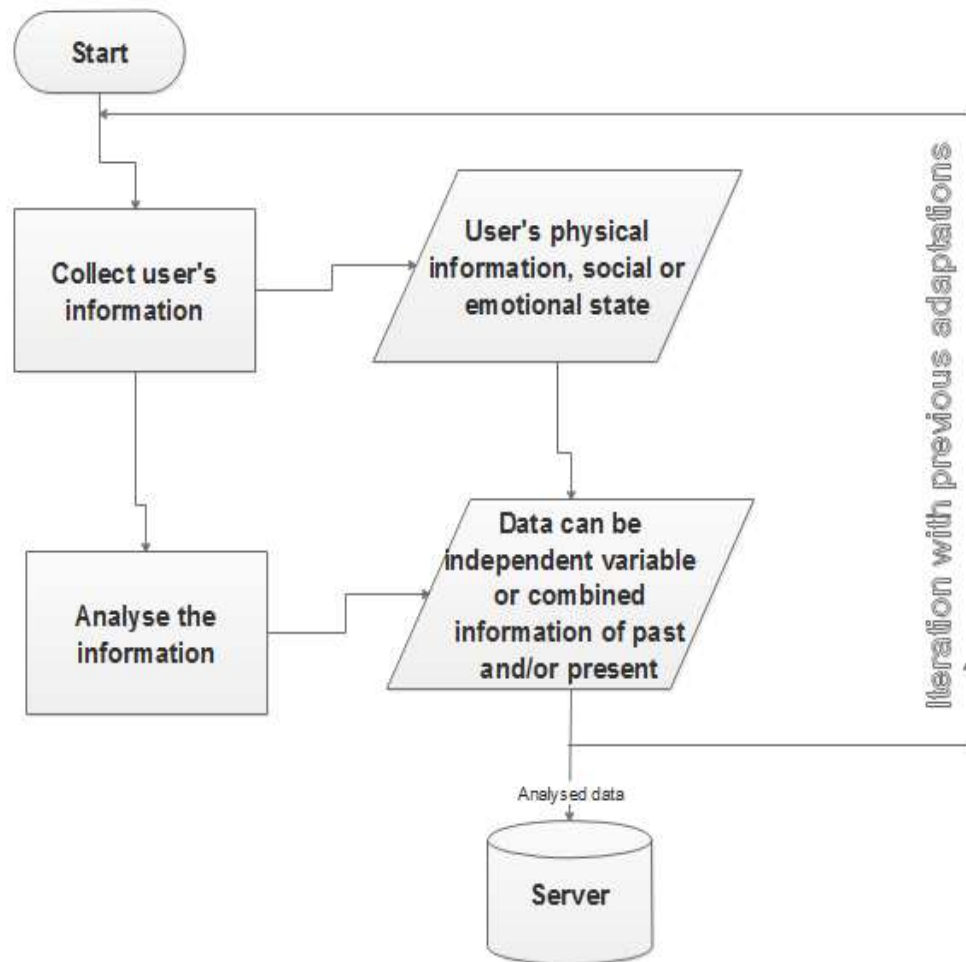 Start
Collect user's
information
User's physical
information, social or
emotional state
Iteration with previous adaptations
Analyse the
information
Data can be
independent variable
or combined
information of past
and/or present
Analysed data
Server